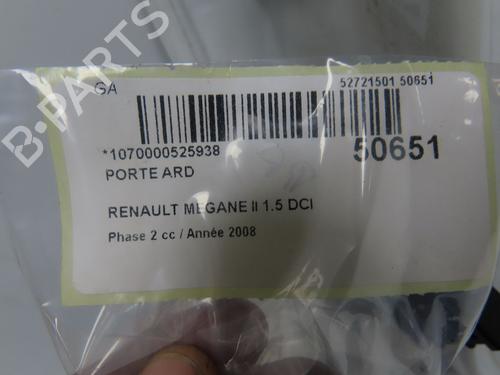 B-PARTS
GA
52721501 50651
*1070000525938
50651
PORTE ARD
RENAULT MEGANE II 1.5 DCI
Phase 2 cc / Année 2008